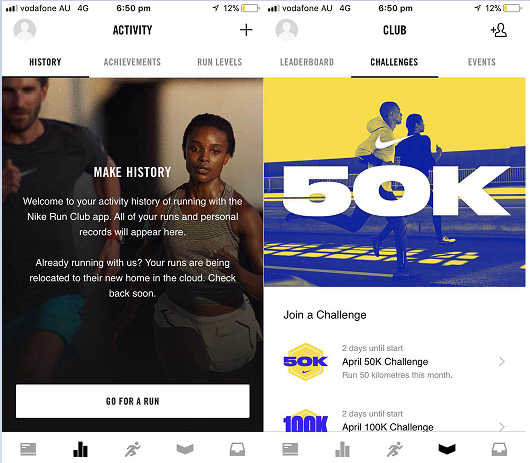 vodafone AU 4G 6:50 pm 12%
ACTIVITY
HISTORY ACHIEVEMENTS RUN LEVELS
MAKE HISTORY
Welcome to your activity history of running with the
Nike Run Club app. All of your runs and personal
records will appear here.
Already running with us? Your runs are being
relocated to their new home in the cloud. Check
back soon.
GO FOR A RUN
vodafone AU 4G 6:50 pm 12%
CLUB
LEADERBOARD CHALLENGES EVENTS
50K
Join a Challenge
50K
2 days until start
April 50K Challenge
Run 50 kilometres this month.
100K
2 days until start
April 100K Challenge